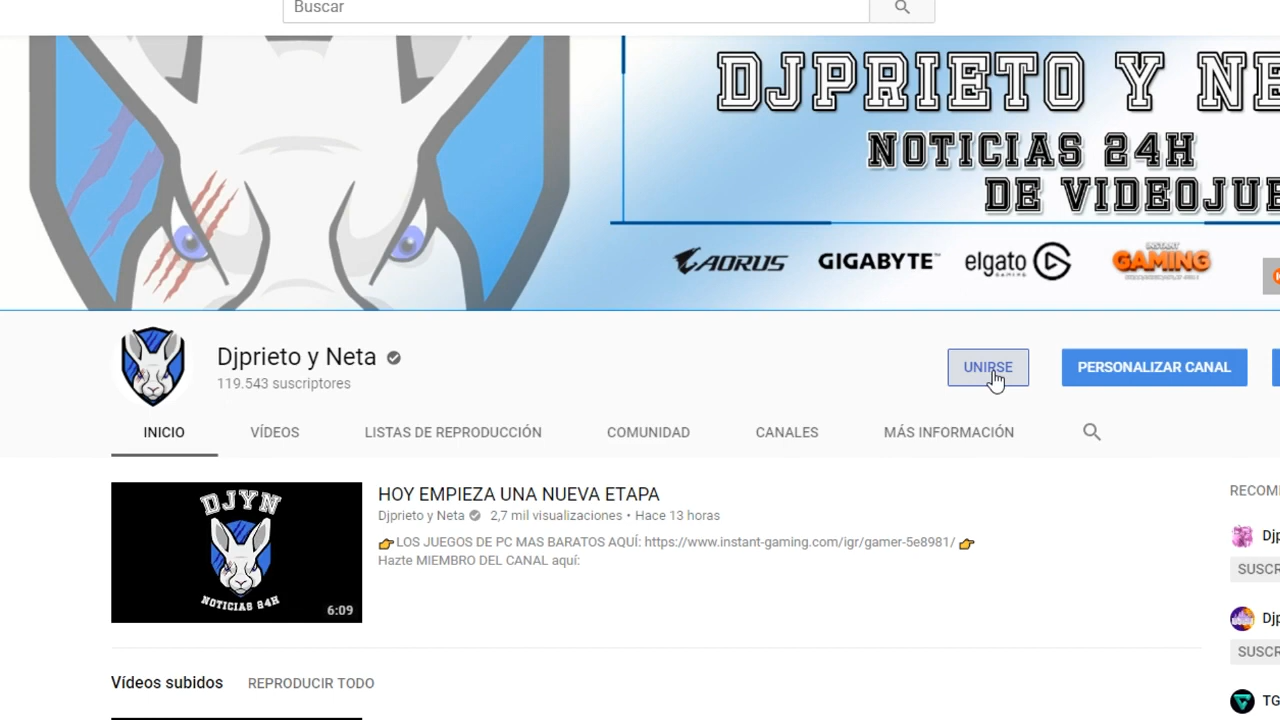 Buscar
DJPRIETO Y NE
NOTICIAS 24H
DE VIDEOJUE
AORUS GIGABYTE™ elgato GAMING INSTANT GAMING
Djprieto y Neta
119.543 suscriptores
UNIRSE
PERSONALIZAR CANAL
INICIO VÍDEOS LISTAS DE REPRODUCCIÓN COMUNIDAD CANALES MÁS INFORMACIÓN
HOY EMPIEZA UNA NUEVA ETAPA
Djprieto y Neta 2,7 mil visualizaciones • Hace 13 horas
👉LOS JUEGOS DE PC MAS BARATOS AQUÍ: https://www.instant-gaming.com/igr/gamer-5e8981/ 👉
Hazte MIEMBRO DEL CANAL aquí:
DJYN
NOTICIAS 24H
6:09
RECOM
Djp
SUSCR
Djp
SUSCR
TG
Vídeos subidos REPRODUCIR TODO